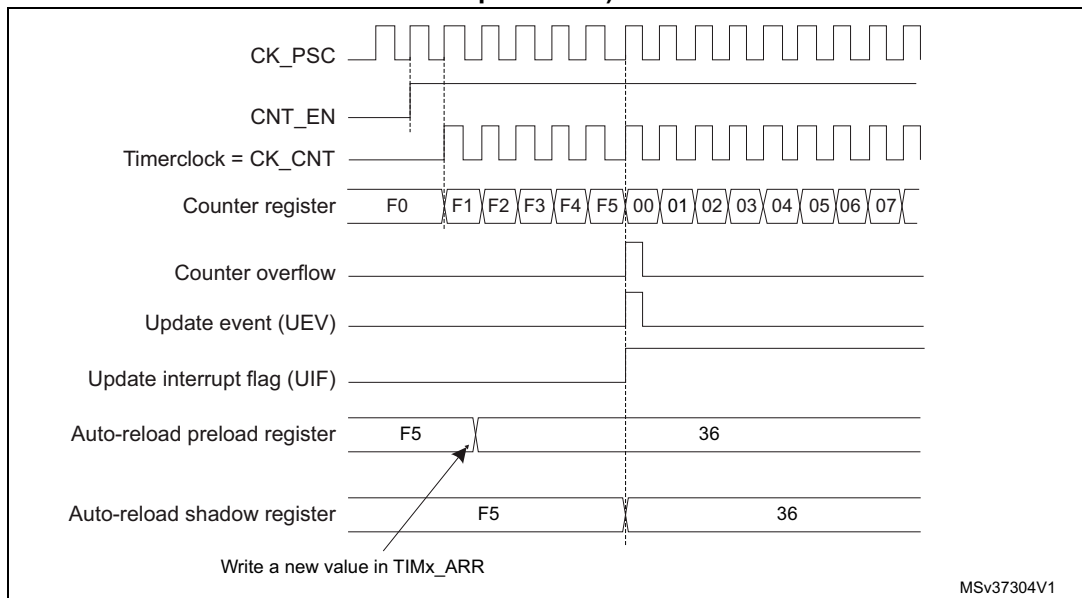 CK_PSC
CNT_EN
Timerclock = CK_CNT
Counter register F0 F1 F2 F3 F4 F5 00 01 02 03 04 05 06 07
Counter overflow
Update event (UEV)
Update interrupt flag (UIF)
Auto-reload preload register F5 36
Auto-reload shadow register F5 36
Write a new value in TIMx_ARR
MSv37304V1